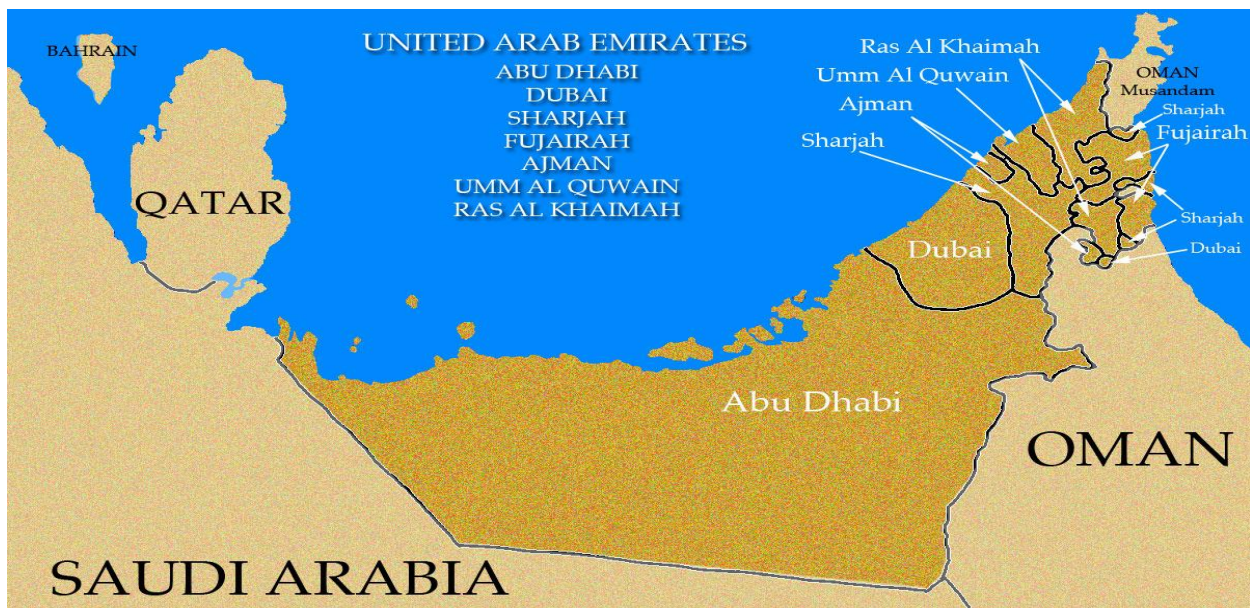 BAHRAIN
QATAR
UNITED ARAB EMIRATES
ABU DHABI
DUBAI
SHARJAH
FUJAIRAH
AJMAN
UMM AL QUWAIN
RAS AL KHAIMAH
Ras Al Khaimah
Umm Al Quwain
Ajman
Sharjah
OMAN
Musandam
Sharjah
Fujairah
Sharjah
Dubai
Dubai
Abu Dhabi
OMAN
SAUDI ARABIA